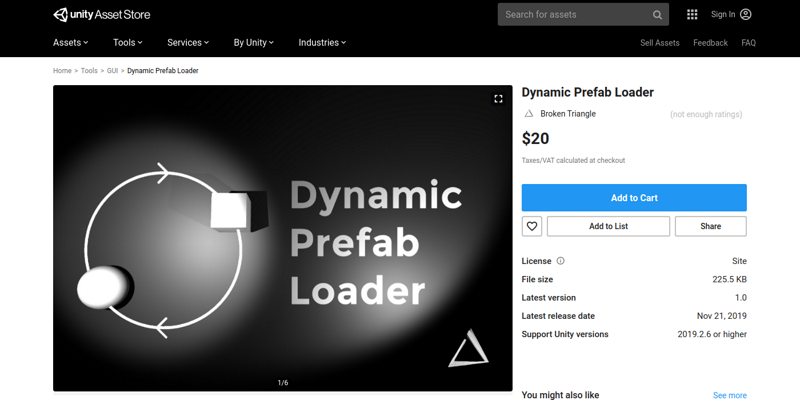 unity Asset Store
Search for assets
Sign In
Assets
Tools
Services
By Unity
Industries
Sell Assets
Feedback
FAQ
Home > Tools > GUI > Dynamic Prefab Loader
Dynamic
Prefab
Loader
1/6
Dynamic Prefab Loader
Broken Triangle
(not enough ratings)
$20
Taxes/VAT calculated at checkout
Add to Cart
Add to List
Share
License Site
File size 225.5 KB
Latest version 1.0
Latest release date Nov 21, 2019
Support Unity versions 2019.2.6 or higher
You might also like See more